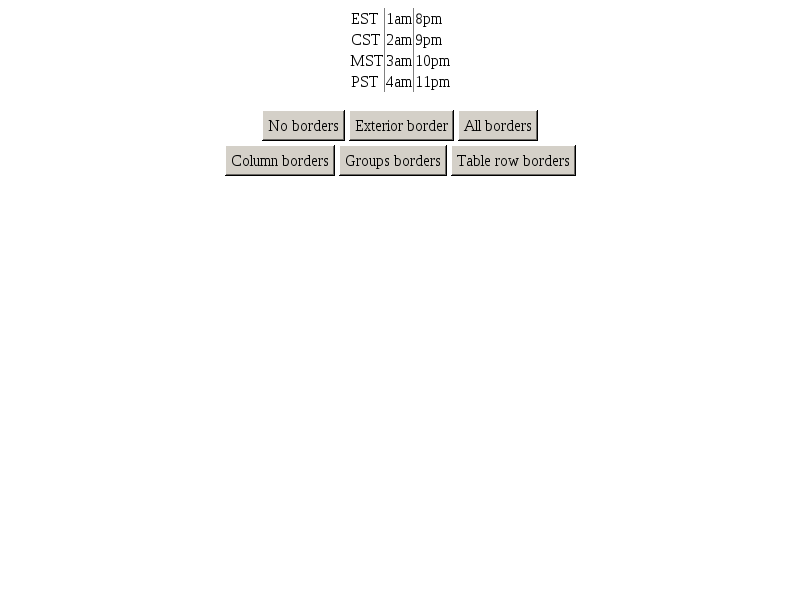 EST 1am 8pm
CST 2am 9pm
MST 3am 10pm
PST 4am 11pm
No borders Exterior border All borders
Column borders Groups borders Table row borders